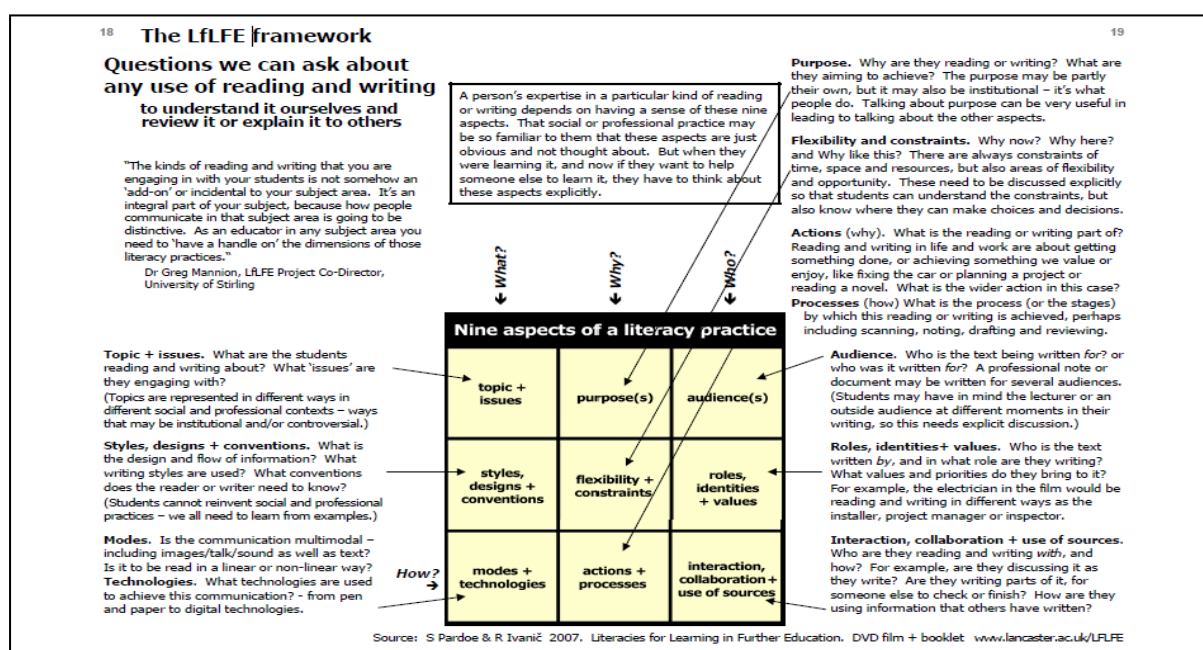 18
The LfLFE framework
19
Questions we can ask about
any use of reading and writing
to understand it ourselves and
review it or explain it to others
"The kinds of reading and writing that you are
engaging in with your students is not somehow an
'add-on' or incidental to your subject area. It's an
integral part of your subject, because how people
communicate in that subject area is going to be
distinctive. As an educator in any subject area you
need to 'have a handle on' the dimensions of those
literacy practices."
Dr Greg Mannion, LfLFE Project Co-Director,
University of Stirling
A person's expertise in a particular kind of reading
or writing depends on having a sense of these nine
aspects. That social or professional practice may
be so familiar to them that these aspects are just
obvious and not thought about. But when they
were learning it, and now if they want to help
someone else to learn it, they have to think about
these aspects explicitly.
Purpose. Why are they reading or writing? What are
they aiming to achieve? The purpose may be partly
their own, but it may also be institutional – it's what
people do. Talking about purpose can be very useful in
leading to talking about the other aspects.
Flexibility and constraints. Why now? Why here?
and Why like this? There are always constraints of
time, space and resources, but also areas of flexibility
and opportunity. These need to be discussed explicitly
so that students can understand the constraints, but
also know where they can make choices and decisions.
Actions (why). What is the reading or writing part of?
Reading and writing in life and work are about getting
something done, or achieving something we value or
enjoy, like fixing the car or planning a project or
reading a novel. What is the wider action in this case?
Processes (how) What is the process (or the stages)
by which this reading or writing is achieved, perhaps
including scanning, noting, drafting and reviewing.
← What?
← Why?
← Who?
Nine aspects of a literacy practice
topic +
issues
purpose(s)
audience(s)
styles,
designs +
conventions
flexibility +
constraints
roles,
identities
+ values
How?
→
modes +
technologies
actions +
processes
interaction,
collaboration +
use of sources
Topic + issues. What are the students
reading and writing about? What 'issues' are
they engaging with?
(Topics are represented in different ways in
different social and professional contexts – ways
that may be institutional and/or controversial.)
Styles, designs + conventions. What is
the design and flow of information? What
writing styles are used? What conventions
does the reader or writer need to know?
(Students cannot reinvent social and professional
practices – we all need to learn from examples.)
Modes. Is the communication multimodal –
including images/talk/sound as well as text?
Is it to be read in a linear or non-linear way?
Technologies. What technologies are used
to achieve this communication? - from pen
and paper to digital technologies.
Audience. Who is the text being written for? or
who was it written for? A professional note or
document may be written for several audiences.
(Students may have in mind the lecturer or an
outside audience at different moments in their
writing, so this needs explicit discussion.)
Roles, identities+ values. Who is the text
written by, and in what role are they writing?
What values and priorities do they bring to it?
For example, the electrician in the film would be
reading and writing in different ways as the
installer, project manager or inspector.
Interaction, collaboration + use of sources.
Who are they reading and writing with, and
how? For example, are they discussing it as
they write? Are they writing parts of it, for
someone else to check or finish? How are they
using information that others have written?
Source: S Pardoe & R Ivanič 2007. Literacies for Learning in Further Education. DVD film + booklet www.lancaster.ac.uk/LFLFE